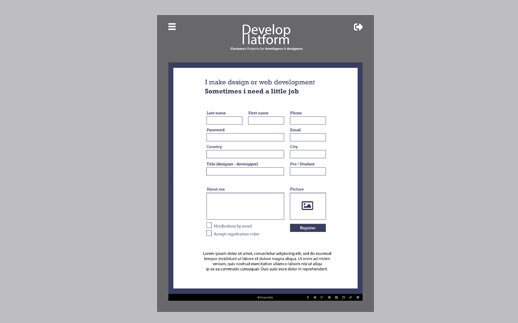 Develop
Platform
Freelance Projects for developers & designers
I make design or web development
Sometimes i need a little job
Last name First name Phone
Password Email
Country City
Title (designer - developper) Pro / Student
About me Picture
Notification by email
Accept registration rules
Register
Lorem ipsum dolor sit amet, consectetur adipiscing elit, sed do eiusmod
tempor incididunt ut labore et dolore magna aliqua. Ut enim ad minim
veniam, quis nostrud exercitation ullamco laboris nisi ut aliquip
ex ea commodo consequat. Duis aute irure dolor in reprehenderit